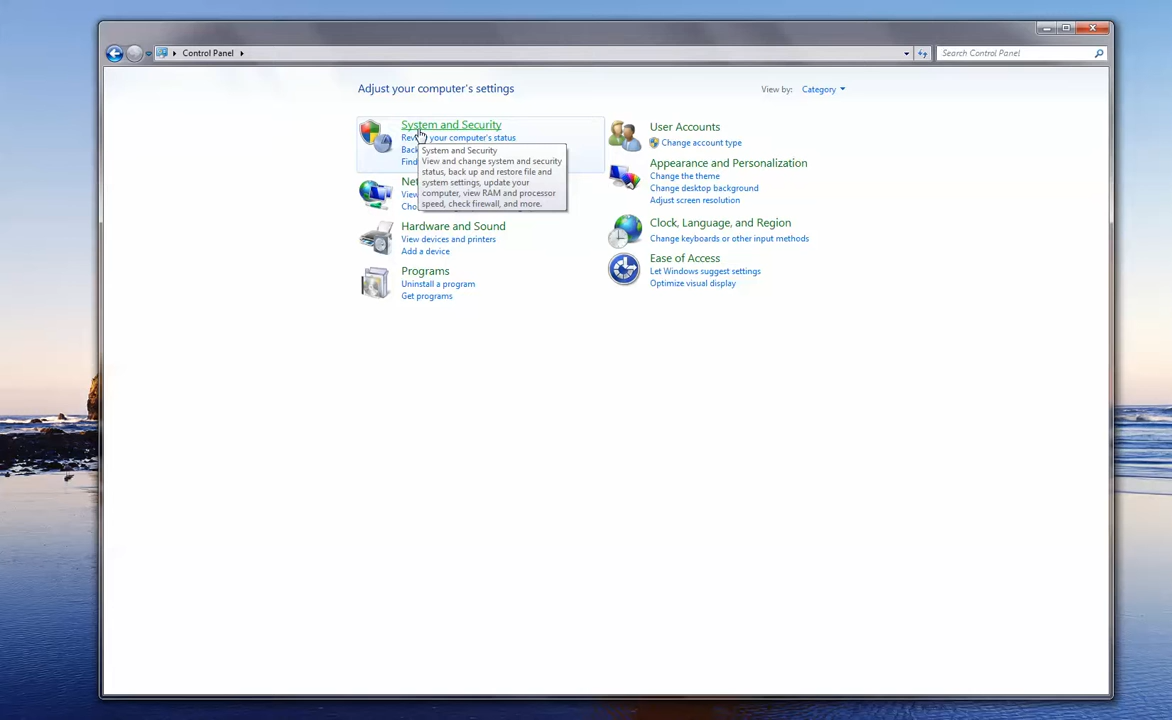 Control Panel
Search Control Panel
Adjust your computer's settings
View by: Category
System and Security
your computer's status
Back
Find
System and Security
View and change system and security
status, back up and restore file and
system settings, update your
computer, view RAM and processor
speed, check firewall, and more.
Net
View
Cho
Hardware and Sound
View devices and printers
Add a device
Programs
Uninstall a program
Get programs
User Accounts
Change account type
Appearance and Personalization
Change the theme
Change desktop background
Adjust screen resolution
Clock, Language, and Region
Change keyboards or other input methods
Ease of Access
Let Windows suggest settings
Optimize visual display